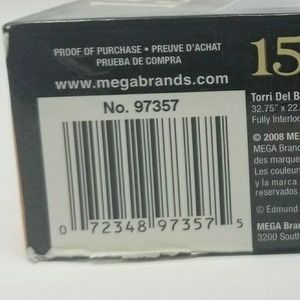 PROOF OF PURCHASE • PREUVE D'ACHAT
PRUEBA DE COMPRA
www.megabrands.com
No. 97357
0 72348 97357 5
15
Torri Del B
32.75" x 22.
Fully Interloc
© 2008 ME
MEGA Bran
des marque
Les couleur
y la marca
reservados.
© Edmund
MEGA Bran
3200 South